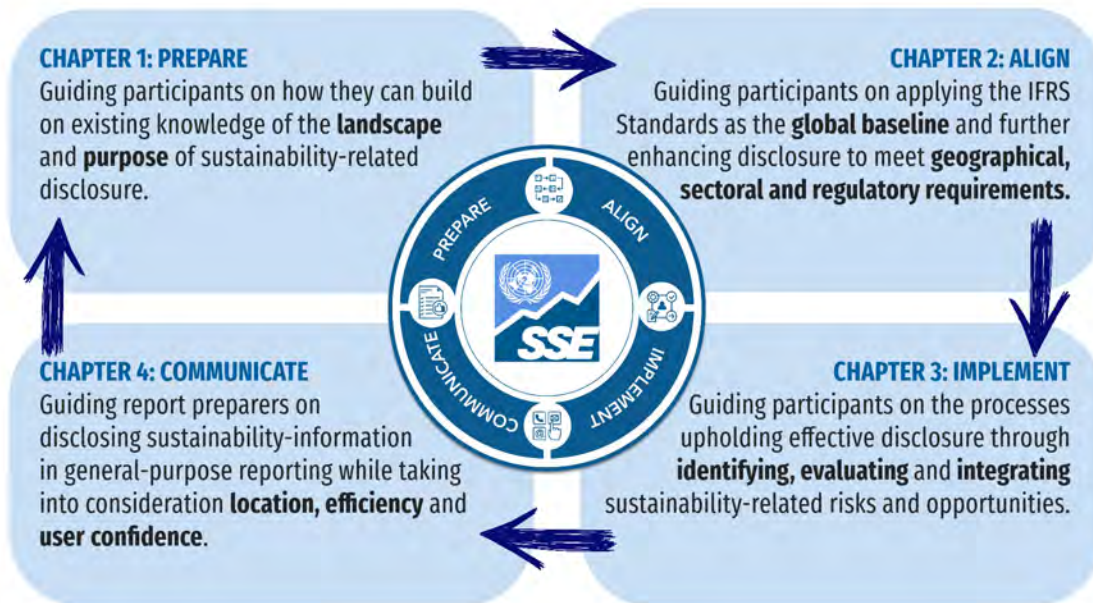 CHAPTER 1: PREPARE
Guiding participants on how they can build
on existing knowledge of the landscape
and purpose of sustainability-related
disclosure.
CHAPTER 2: ALIGN
Guiding participants on applying the IFRS
Standards as the global baseline and further
enhancing disclosure to meet geographical,
sectoral and regulatory requirements.
PREPARE
ALIGN
SSE
COMMUNICATE
IMPLEMENT
CHAPTER 4: COMMUNICATE
Guiding report preparers on
disclosing sustainability-information
in general-purpose reporting while taking
into consideration location, efficiency and
user confidence.
CHAPTER 3: IMPLEMENT
Guiding participants on the processes
upholding effective disclosure through
identifying, evaluating and integrating
sustainability-related risks and opportunities.